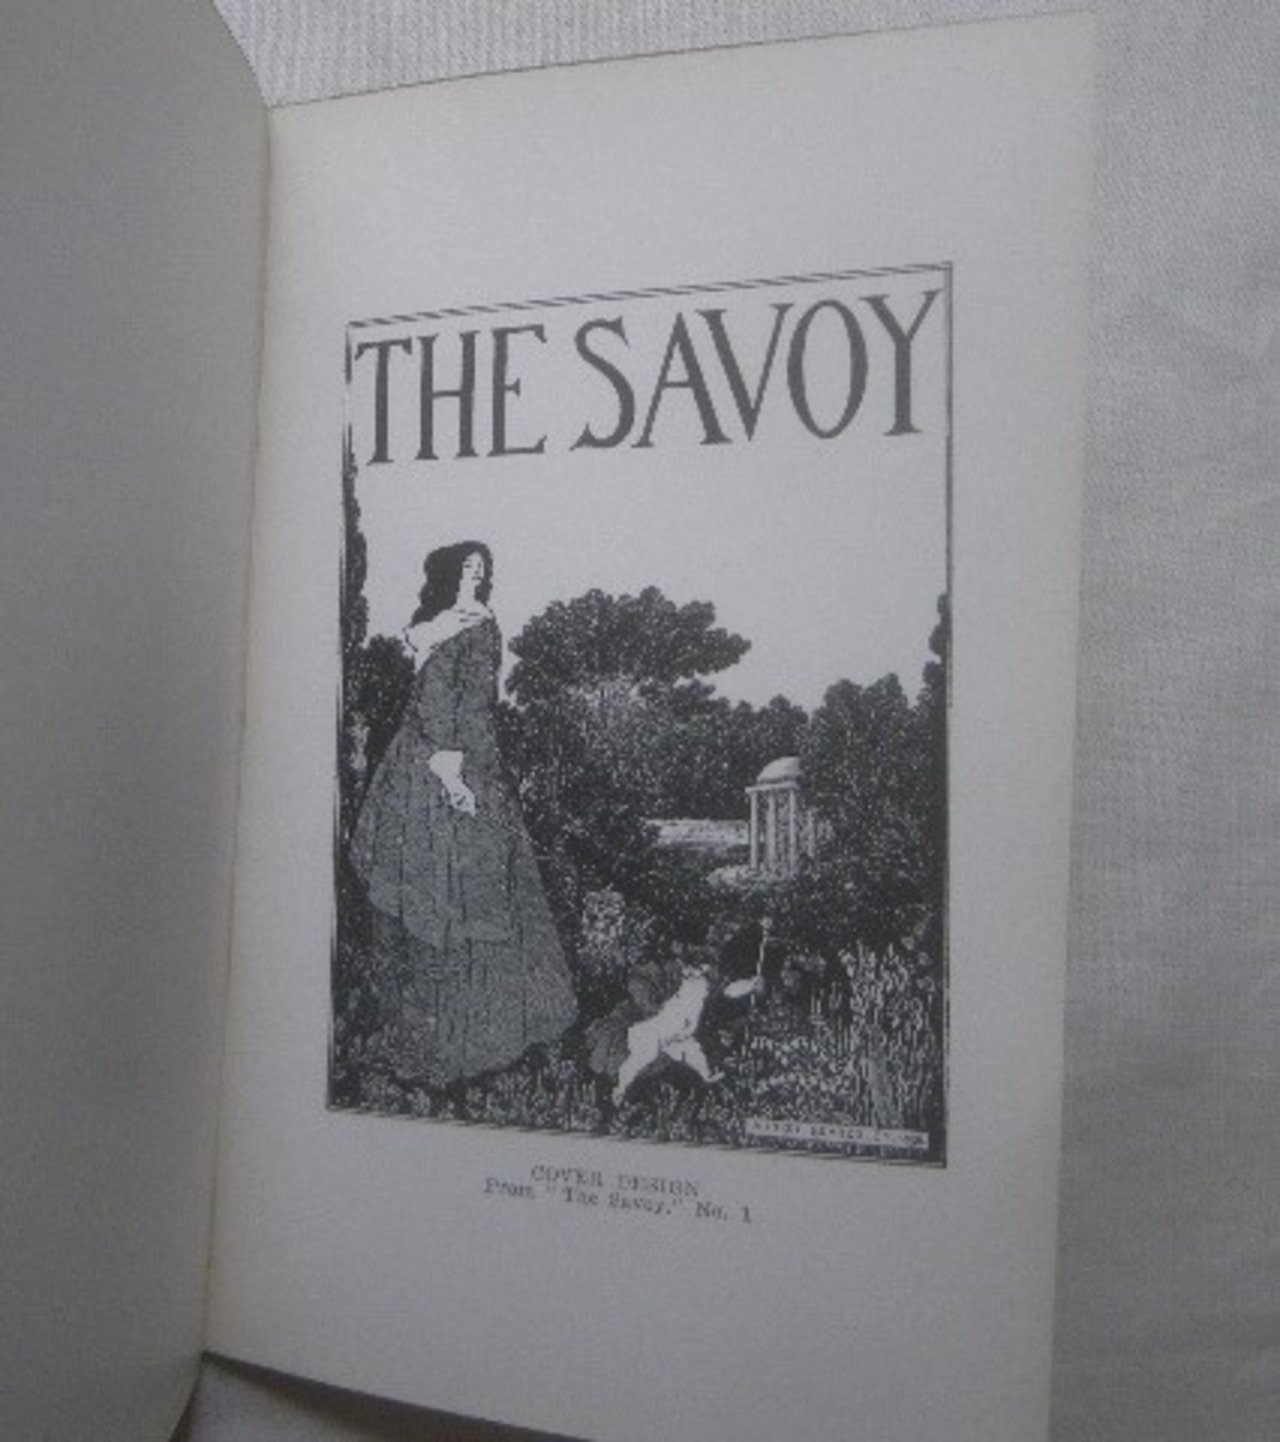 THE SAVOY
COVER DESIGN
From "The Savoy." No. 1